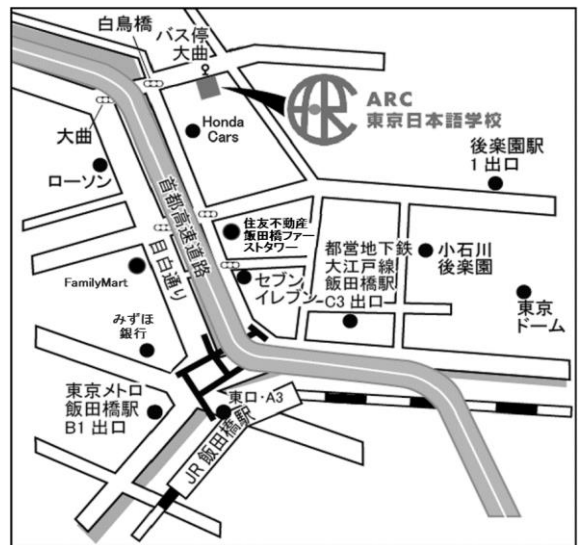 白鳥橋
バス停
大曲
ARC
東京日本語学校
大曲
Honda
Cars
後楽園駅
1出口
ローソン
首都高速道路
住友不動産
飯田橋ファー
ストタワー
都営地下鉄
大江戸線
飯田橋駅
C3出口
小石川
後楽園
目白通り
FamilyMart
セブン
イレブン
東京
ドーム
みずほ
銀行
東京メトロ
飯田橋駅
B1出口
東口・A3
JR飯田橋駅